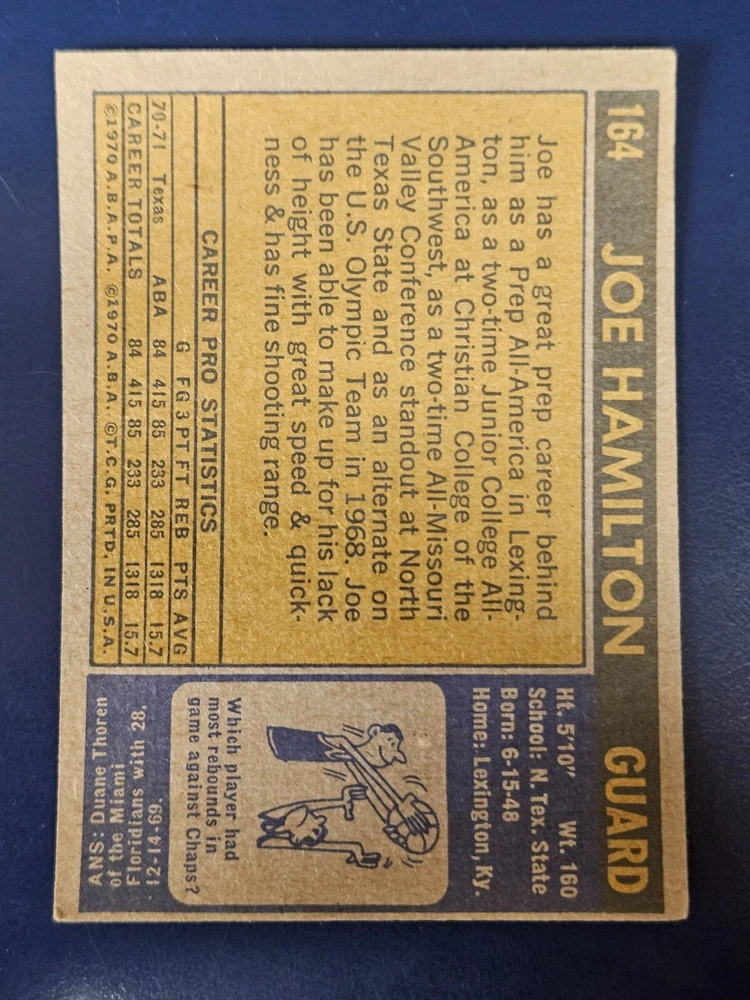 164 JOE HAMILTON GUARD
Joe has a great prep career behind
him as a Prep All-America in Lexing-
ton, as a two-time Junior College All-
America at Christian College of the
Southwest, as a two-time All-Missouri
Valley Conference standout at North
Texas State and as an alternate on
the U.S. Olympic Team in 1968. Joe
has been able to make up for his lack
of height with great speed & quick-
ness & has fine shooting range.
CAREER PRO STATISTICS
G FG 3PT FT REB PTS AVG
70-71 Texas ABA 84 415 85 233 285 1318 15.7
CAREER TOTALS 84 415 85 233 285 1318 15.7
©1970 A.B.A.P.A. ©1970 A.B.A. ©T.C.G. PRTD. IN U.S.A.
Ht. 5'10" Wt. 160
School: N. Tex. State
Born: 6-15-48
Home: Lexington, Ky.
Which player had
most rebounds in
game against Chaps?
ANS: Duane Thoren
of the Miami
Floridians with 28,
12-14-69.